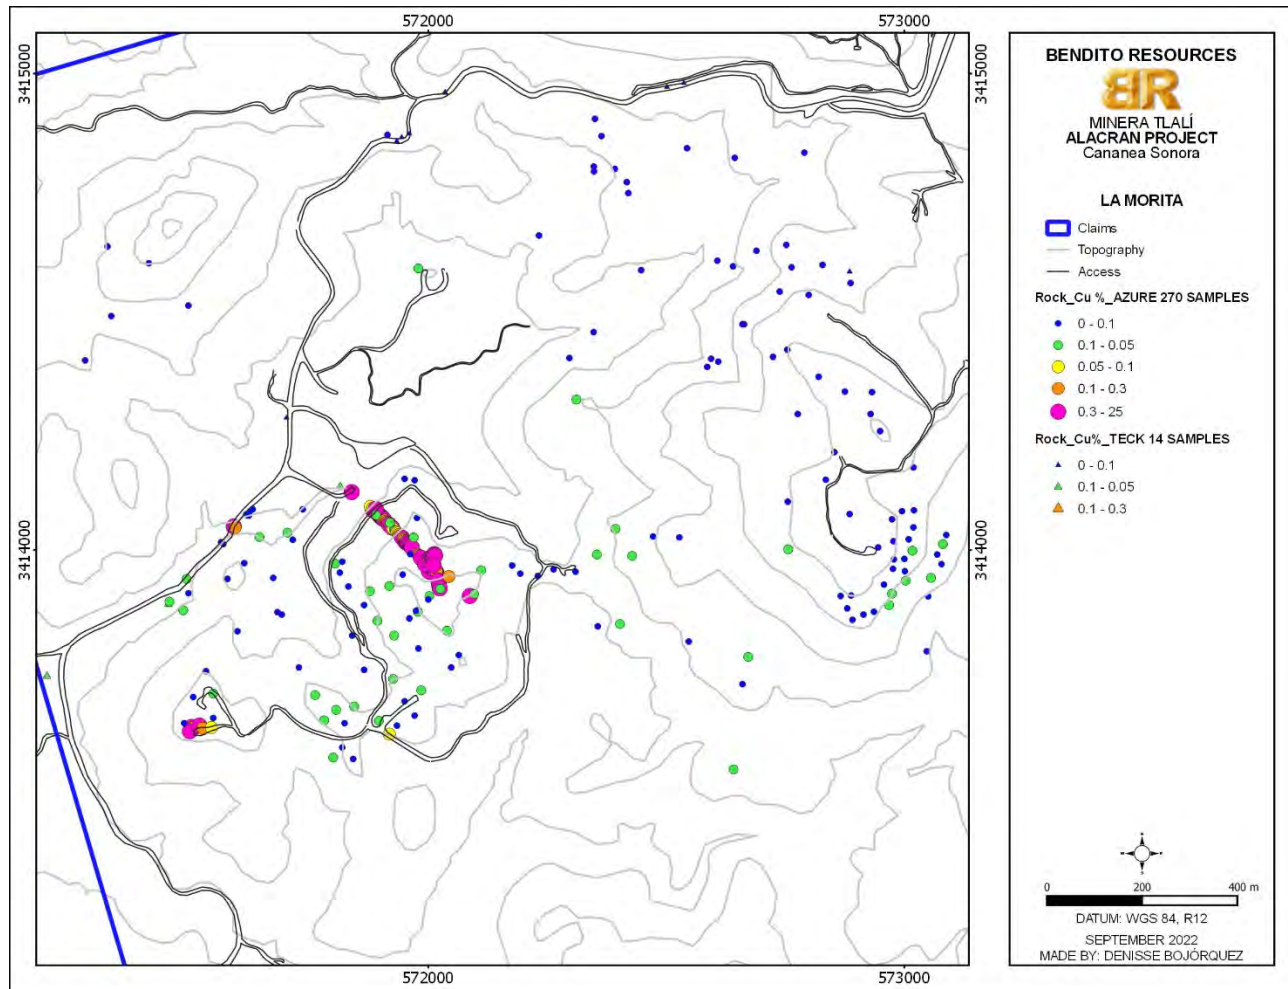 572000
573000
3415000
3415000
3414000
3414000
572000
573000
BENDITO RESOURCES
BR
MINERA TLALÍ
ALACRAN PROJECT
Cananea Sonora
LA MORITA
Claims
Topography
Access
Rock_Cu %_AZURE 270 SAMPLES
0 - 0.1
0.1 - 0.05
0.05 - 0.1
0.1 - 0.3
0.3 - 25
Rock_Cu%_TECK 14 SAMPLES
0 - 0.1
0.1 - 0.05
0.1 - 0.3
0 200 400 m
DATUM: WGS 84, R12
SEPTEMBER 2022
MADE BY: DENISSE BOJÓRQUEZ